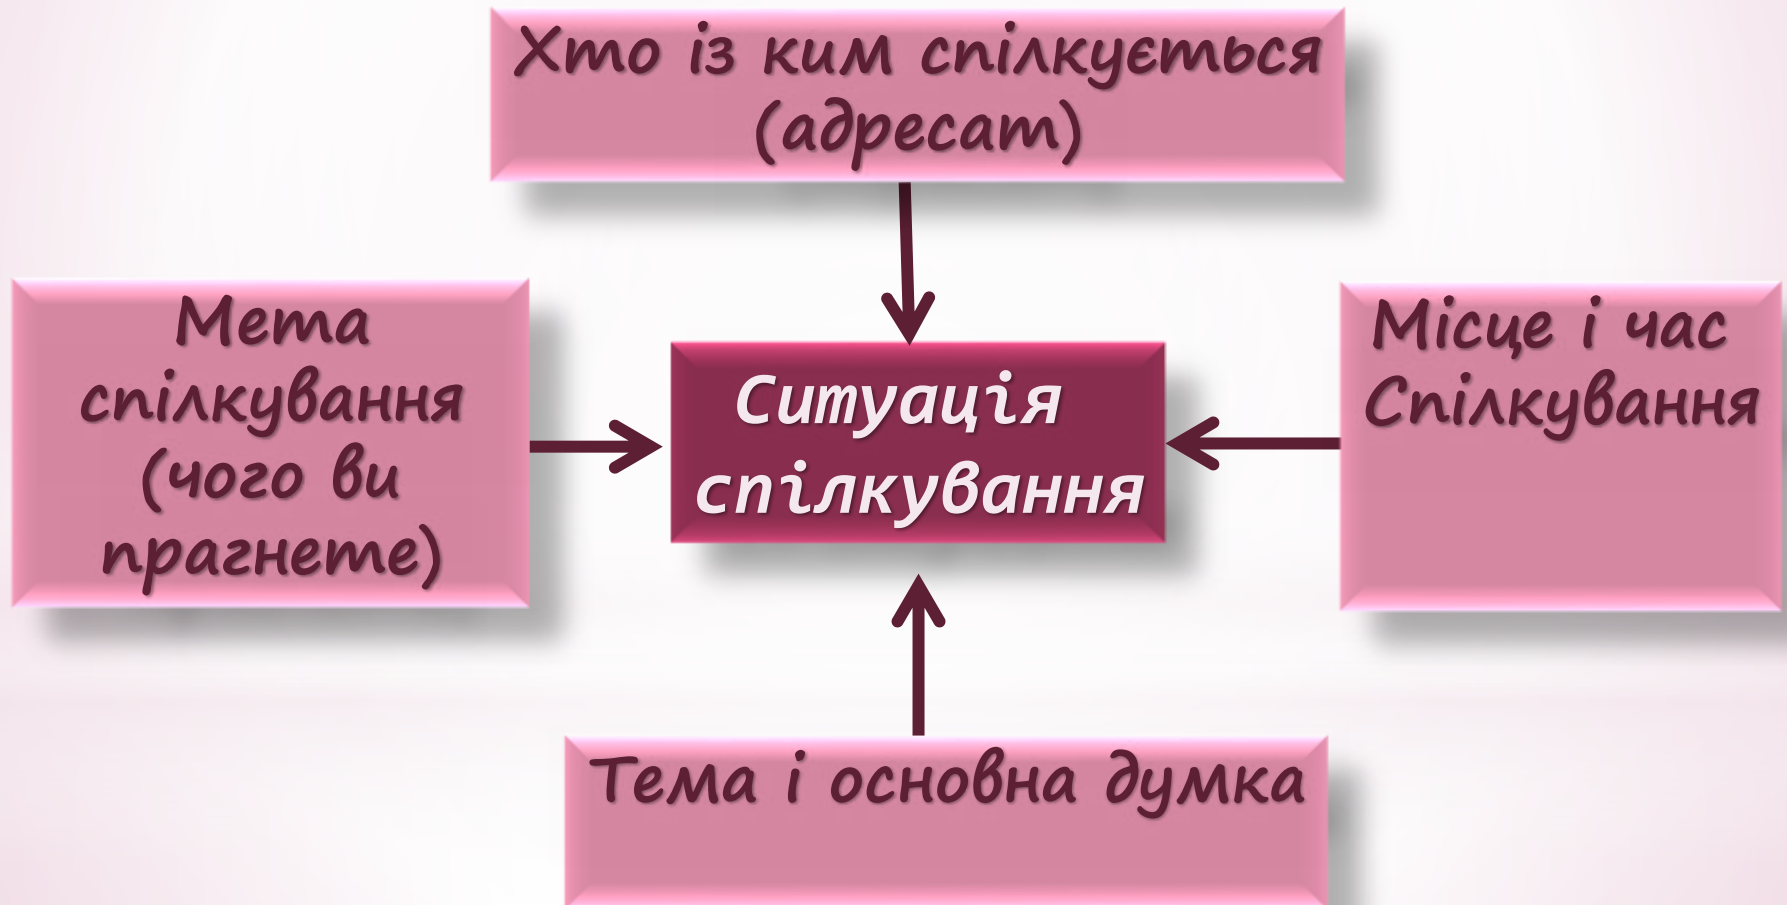 Хто із ким спілкується
(адресат)
Мета
спілкування
(чого ви
прагнете)
Ситуація
спілкування
Місце і час
Спілкування
Тема і основна думка